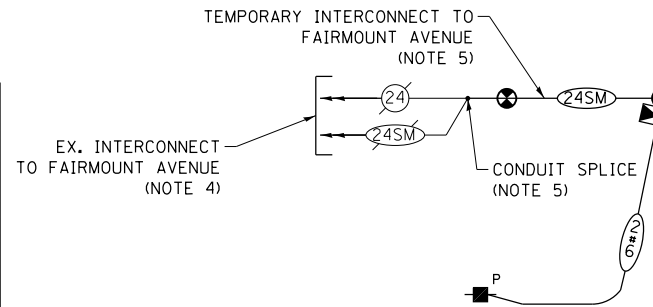 TEMPORARY INTERCONNECT TO
FAIRMOUNT AVENUE
(NOTE 5)
24
24SM
24SM
EX. INTERCONNECT
TO FAIRMOUNT AVENUE
(NOTE 4)
CONDUIT SPLICE
(NOTE 5)
2#6
P